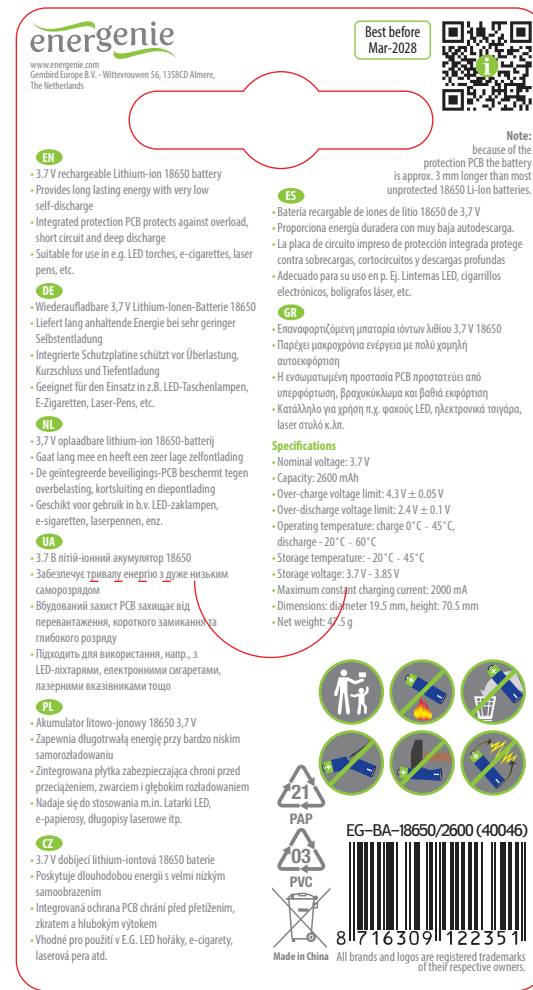 energenie
www.energenie.com
Gembird Europe B.V. - Wittevrouwen 56, 1358CD Almere,
The Netherlands
Best before
Mar-2028
i
Note:
because of the
protection PCB the battery
is approx. 3 mm longer than most
unprotected 18650 Li-Ion batteries.
EN
• 3.7 V rechargeable Lithium-ion 18650 battery
• Provides long lasting energy with very low
self-discharge
• Integrated protection PCB protects against overload,
short circuit and deep discharge
• Suitable for use in e.g. LED torches, e-cigarettes, laser
pens, etc.
DE
• Wiederaufladbare 3,7 V Lithium-Ionen-Batterie 18650
• Liefert lang anhaltende Energie bei sehr geringer
Selbstentladung
• Integrierte Schutzplatine schützt vor Überlastung,
Kurzschluss und Tiefentladung
• Geeignet für den Einsatz in z.B. LED-Taschenlampen,
E-Zigaretten, Laser-Pens, etc.
NL
• 3,7 V oplaadbare lithium-ion 18650-batterij
• Gaat lang mee en heeft een zeer lage zelfontlading
• De geïntegreerde beveiligings-PCB beschermt tegen
overbelasting, kortsluiting en diepontlading
• Geschikt voor gebruik in b.v. LED-zaklampen,
e-sigaretten, laserpennen, enz.
UA
• 3.7 В літій-іонний акумулятор 18650
• Забезпечує тривалу енергію з дуже низьким
саморозрядом
• Вбудований захист PCB захищає від
перевантаження, короткого замикання та
глибокого розряду
• Підходить для використання, напр., з
LED-ліхтарями, електронними сигаретами,
лазерними вказівниками тощо
PL
• Akumulator litowo-jonowy 18650 3,7 V
• Zapewnia długotrwałą energię przy bardzo niskim
samorozładowaniu
• Zintegrowana płytka zabezpieczająca chroni przed
przeciążeniem, zwarciem i głębokim rozładowaniem
• Nadaje się do stosowania m.in. Latarki LED,
e-papierosy, długopisy laserowe itp.
CZ
• 3.7 V dobíjecí lithium-iontová 18650 baterie
• Poskytuje dlouhodobou energii s velmi nízkým
samoobrazením
• Integrovaná ochrana PCB chrání před přetížením,
zkratem a hlubokým výtokem
• Vhodné pro použití v E.G. LED hořáky, e-cigarety,
laserová pera atd.
ES
• Batería recargable de iones de litio 18650 de 3,7 V
• Proporciona energía duradera con muy baja autodescarga.
• La placa de circuito impreso de protección integrada protege
contra sobrecargas, cortocircuitos y descargas profundas
• Adecuado para su uso en p. Ej. Linternas LED, cigarrillos
electrónicos, bolígrafos láser, etc.
GR
• Επαναφορτιζόμενη μπαταρία ιόντων λιθίου 3,7 V 18650
• Παρέχει μακροχρόνια ενέργεια με πολύ χαμηλή
αυτοεκφόρτιση
• Η ενσωματωμένη προστασία PCB προστατεύει από
υπερφόρτωση, βραχυκύκλωμα και βαθιά εκφόρτιση
• Κατάλληλο για χρήση π.χ. φακούς LED, ηλεκτρονικά τσιγάρα,
laser στυλό κ.λπ.
Specifications
• Nominal voltage: 3.7 V
• Capacity: 2600 mAh
• Over-charge voltage limit: 4.3 V ± 0.05 V
• Over-discharge voltage limit: 2.4 V ± 0.1 V
• Operating temperature: charge 0˚C - 45˚C,
discharge - 20˚C - 60˚C
• Storage temperature: - 20˚C - 45˚C
• Storage voltage: 3.7 V - 3.85 V
• Maximum constant charging current: 2000 mA
• Dimensions: diameter 19.5 mm, height: 70.5 mm
• Net weight: 47.5 g
21
PAP
03
PVC
Made in China
EG-BA-18650/2600 (40046)
8 716309 122351
All brands and logos are registered trademarks
of their respective owners.